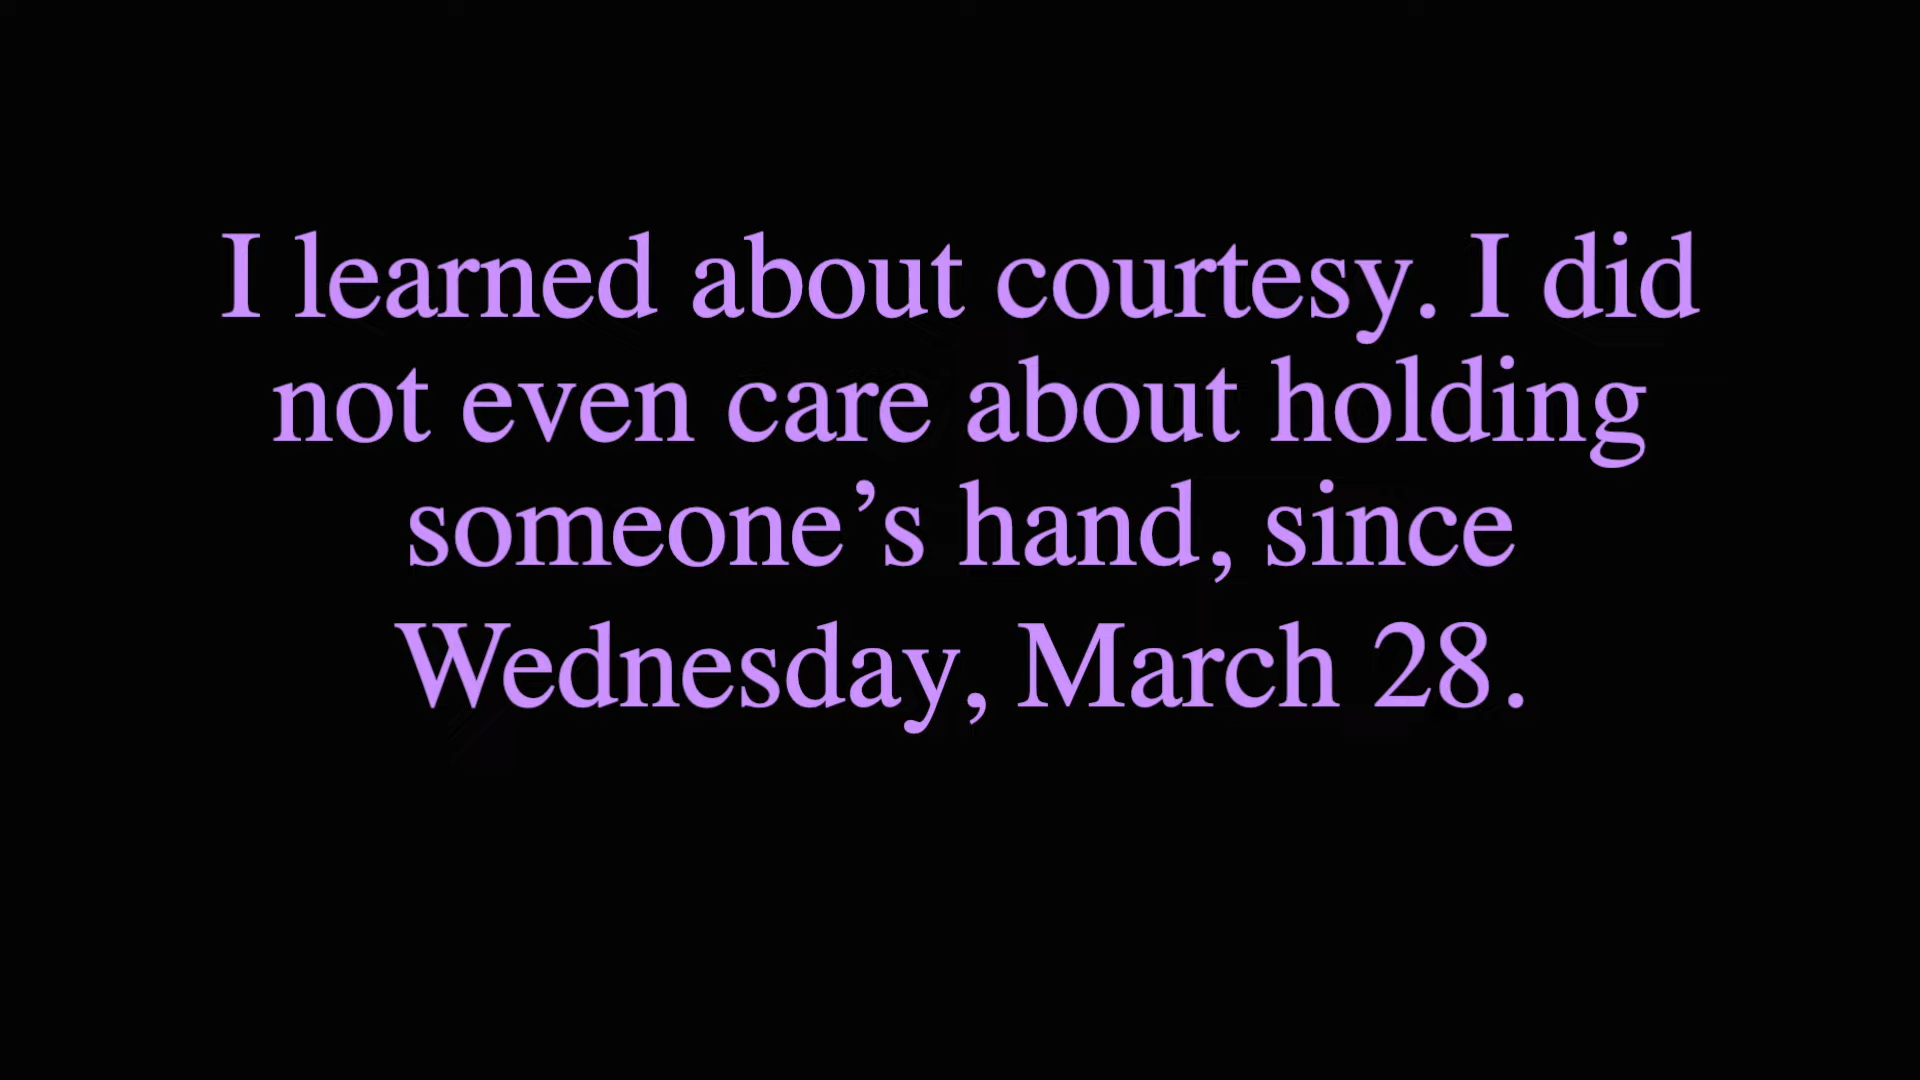 I learned about courtesy. I did
not even care about holding
someone’s hand, since
Wednesday, March 28.